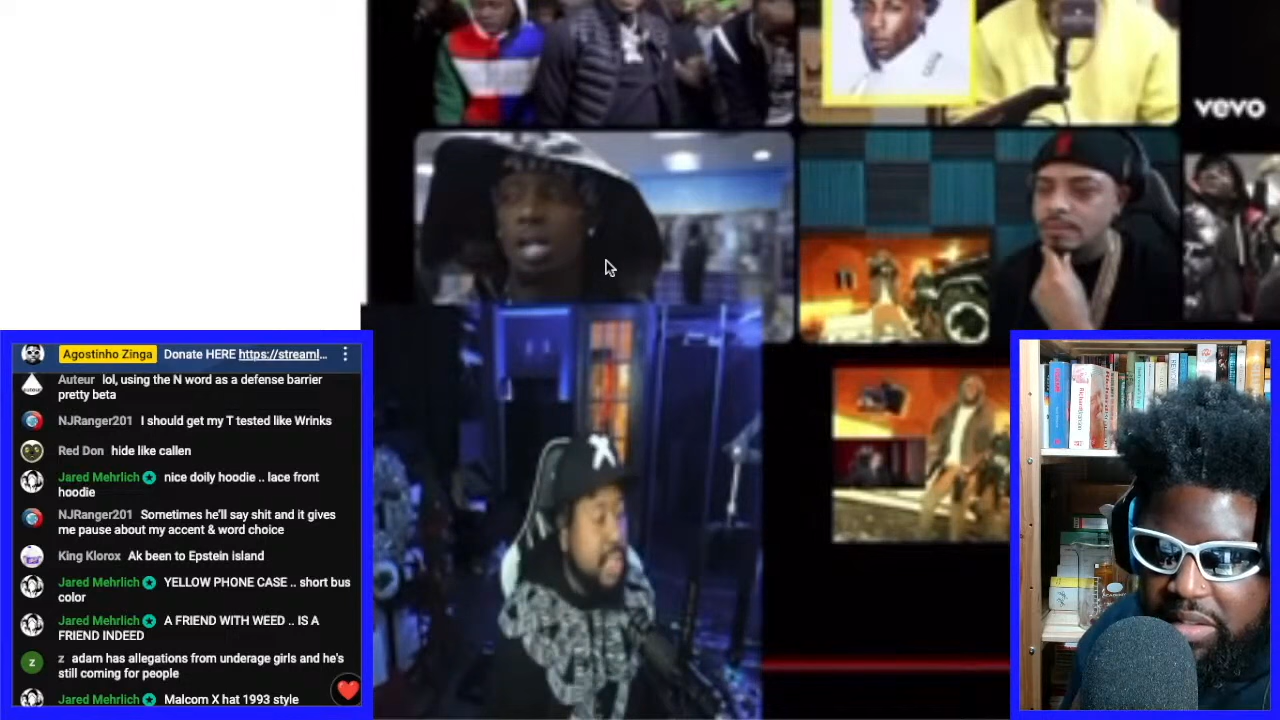 vevo
Agostinho Zinga Donate HERE https://streaml...
Auteur lol, using the N word as a defense barrier
pretty beta
NJRanger201 I should get my T tested like Wrinks
Red Don hide like callen
Jared Mehrlich nice doily hoodie .. lace front
hoodie
NJRanger201 Sometimes he'll say shit and it gives
me pause about my accent & word choice
King Klorox Ak been to Epstein island
Jared Mehrlich YELLOW PHONE CASE .. short bus
color
Jared Mehrlich A FRIEND WITH WEED .. IS A
FRIEND INDEED
z adam has allegations from underage girls and he's
still coming for people
Jared Mehrlich Malcom X hat 1993 style